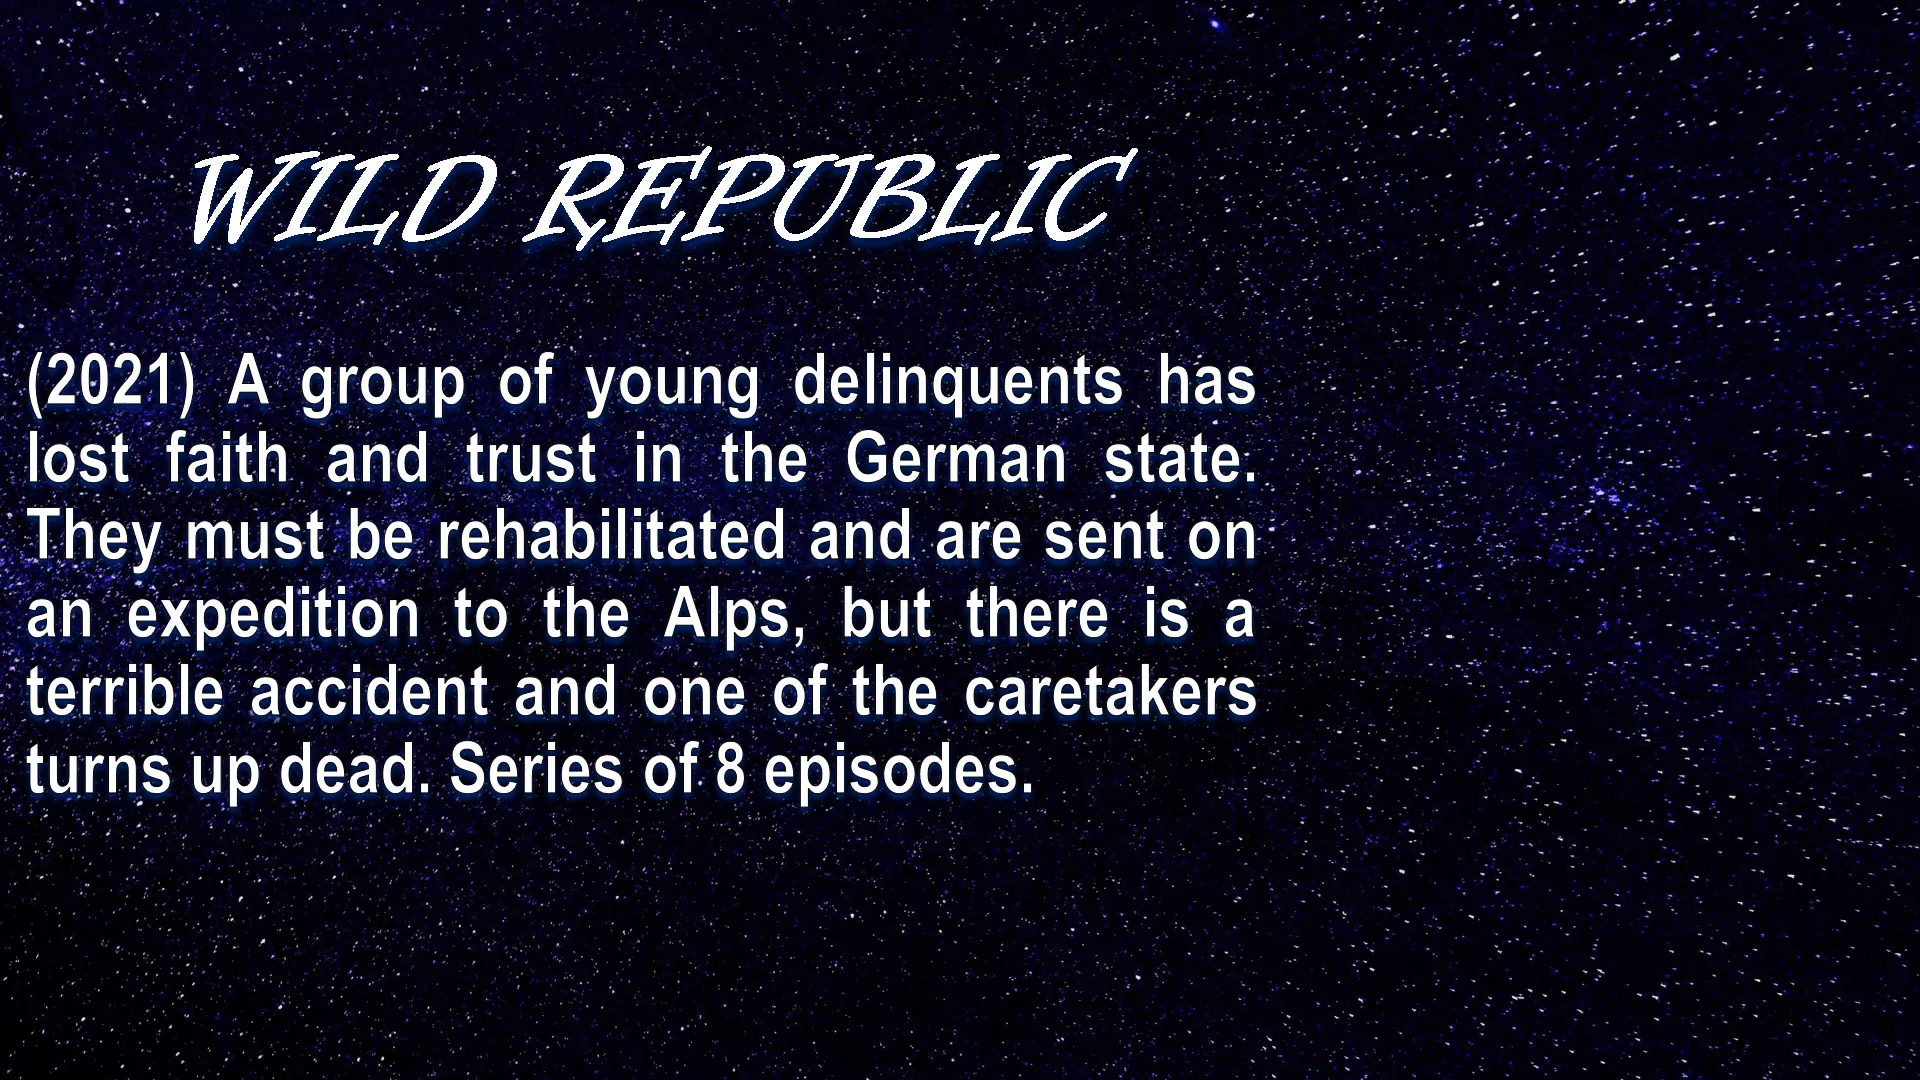 WILD REPUBLIC
(2021) A group of young delinquents has
lost faith and trust in the German state.
They must be rehabilitated and are sent on
an expedition to the Alps, but there is a
terrible accident and one of the caretakers
turns up dead. Series of 8 episodes.